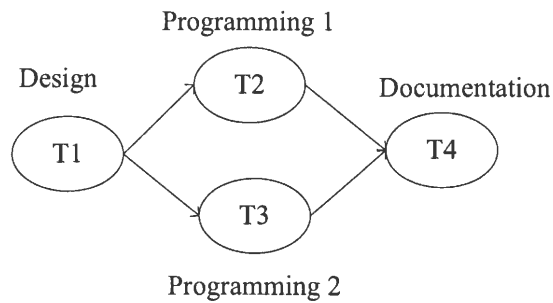 Programming 1
Design
T2
Documentation
T1
T4
T3
Programming 2